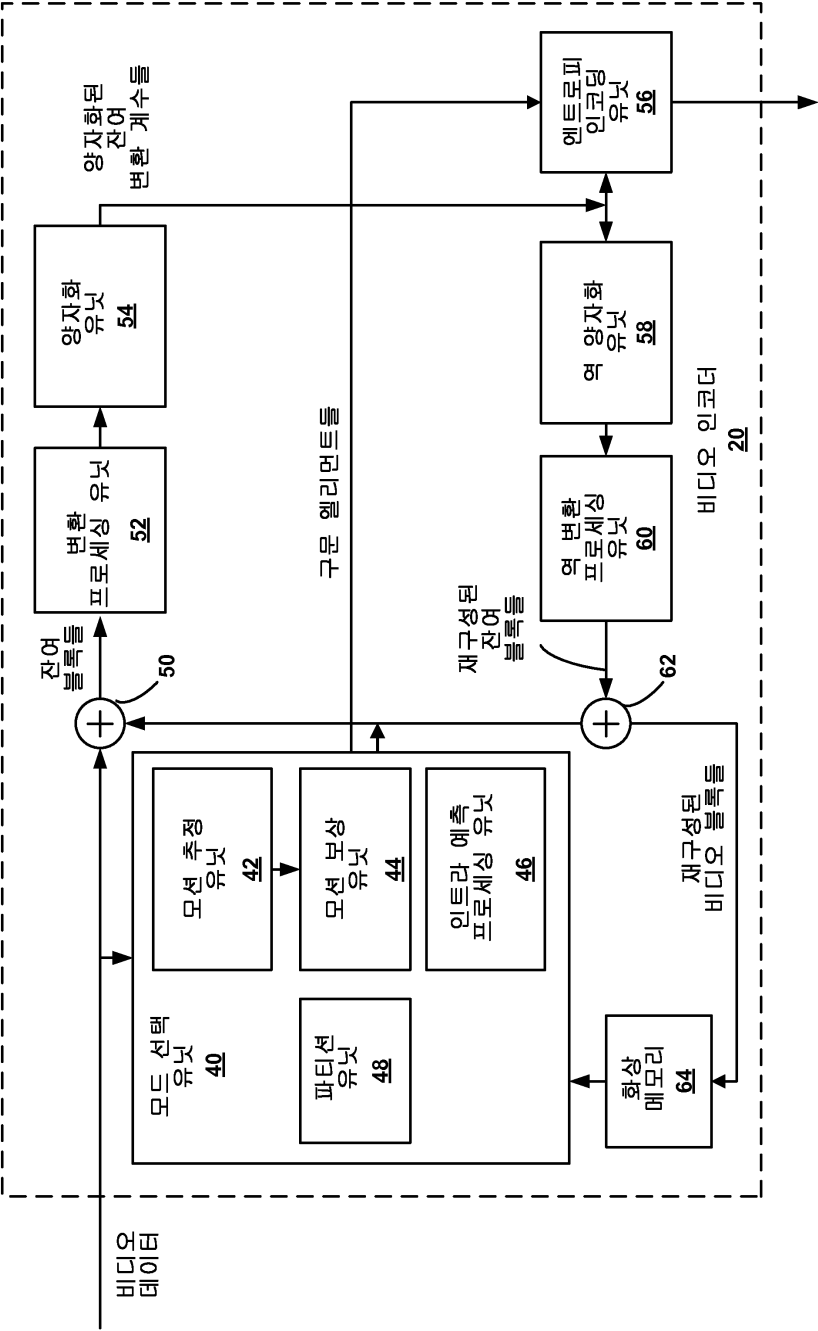 비디오
데이터
모드 선택
유닛
40
파티션
유닛
48
모션 추정
유닛
42
모션 보상
유닛
44
인트라 예측
프로세싱 유닛
46
화상
메모리
64
50
잔여
블록들
변환
프로세싱 유닛
52
양자화
유닛
54
양자화된
잔여
변환 계수들
구문 엘리먼트들
엔트로피
인코딩
유닛
56
역 양자화
유닛
58
역 변환
프로세싱
유닛
60
재구성된
잔여
블록들
62
재구성된
비디오 블록들
비디오 인코더
20